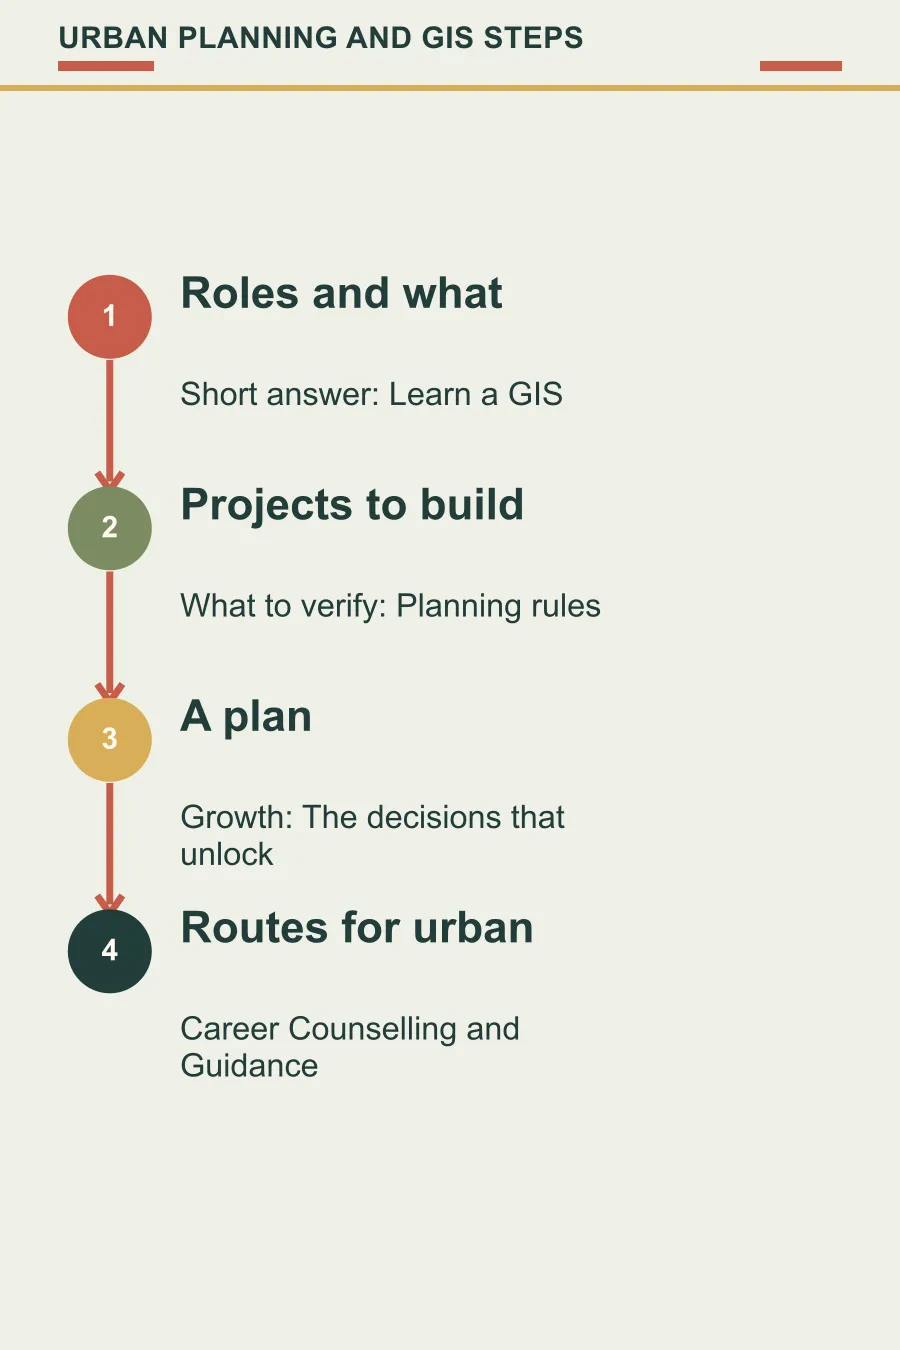 URBAN PLANNING AND GIS STEPS
1
Roles and what
Short answer: Learn a GIS
2
Projects to build
What to verify: Planning rules
3
A plan
Growth: The decisions that
unlock
4
Routes for urban
Career Counselling and
Guidance